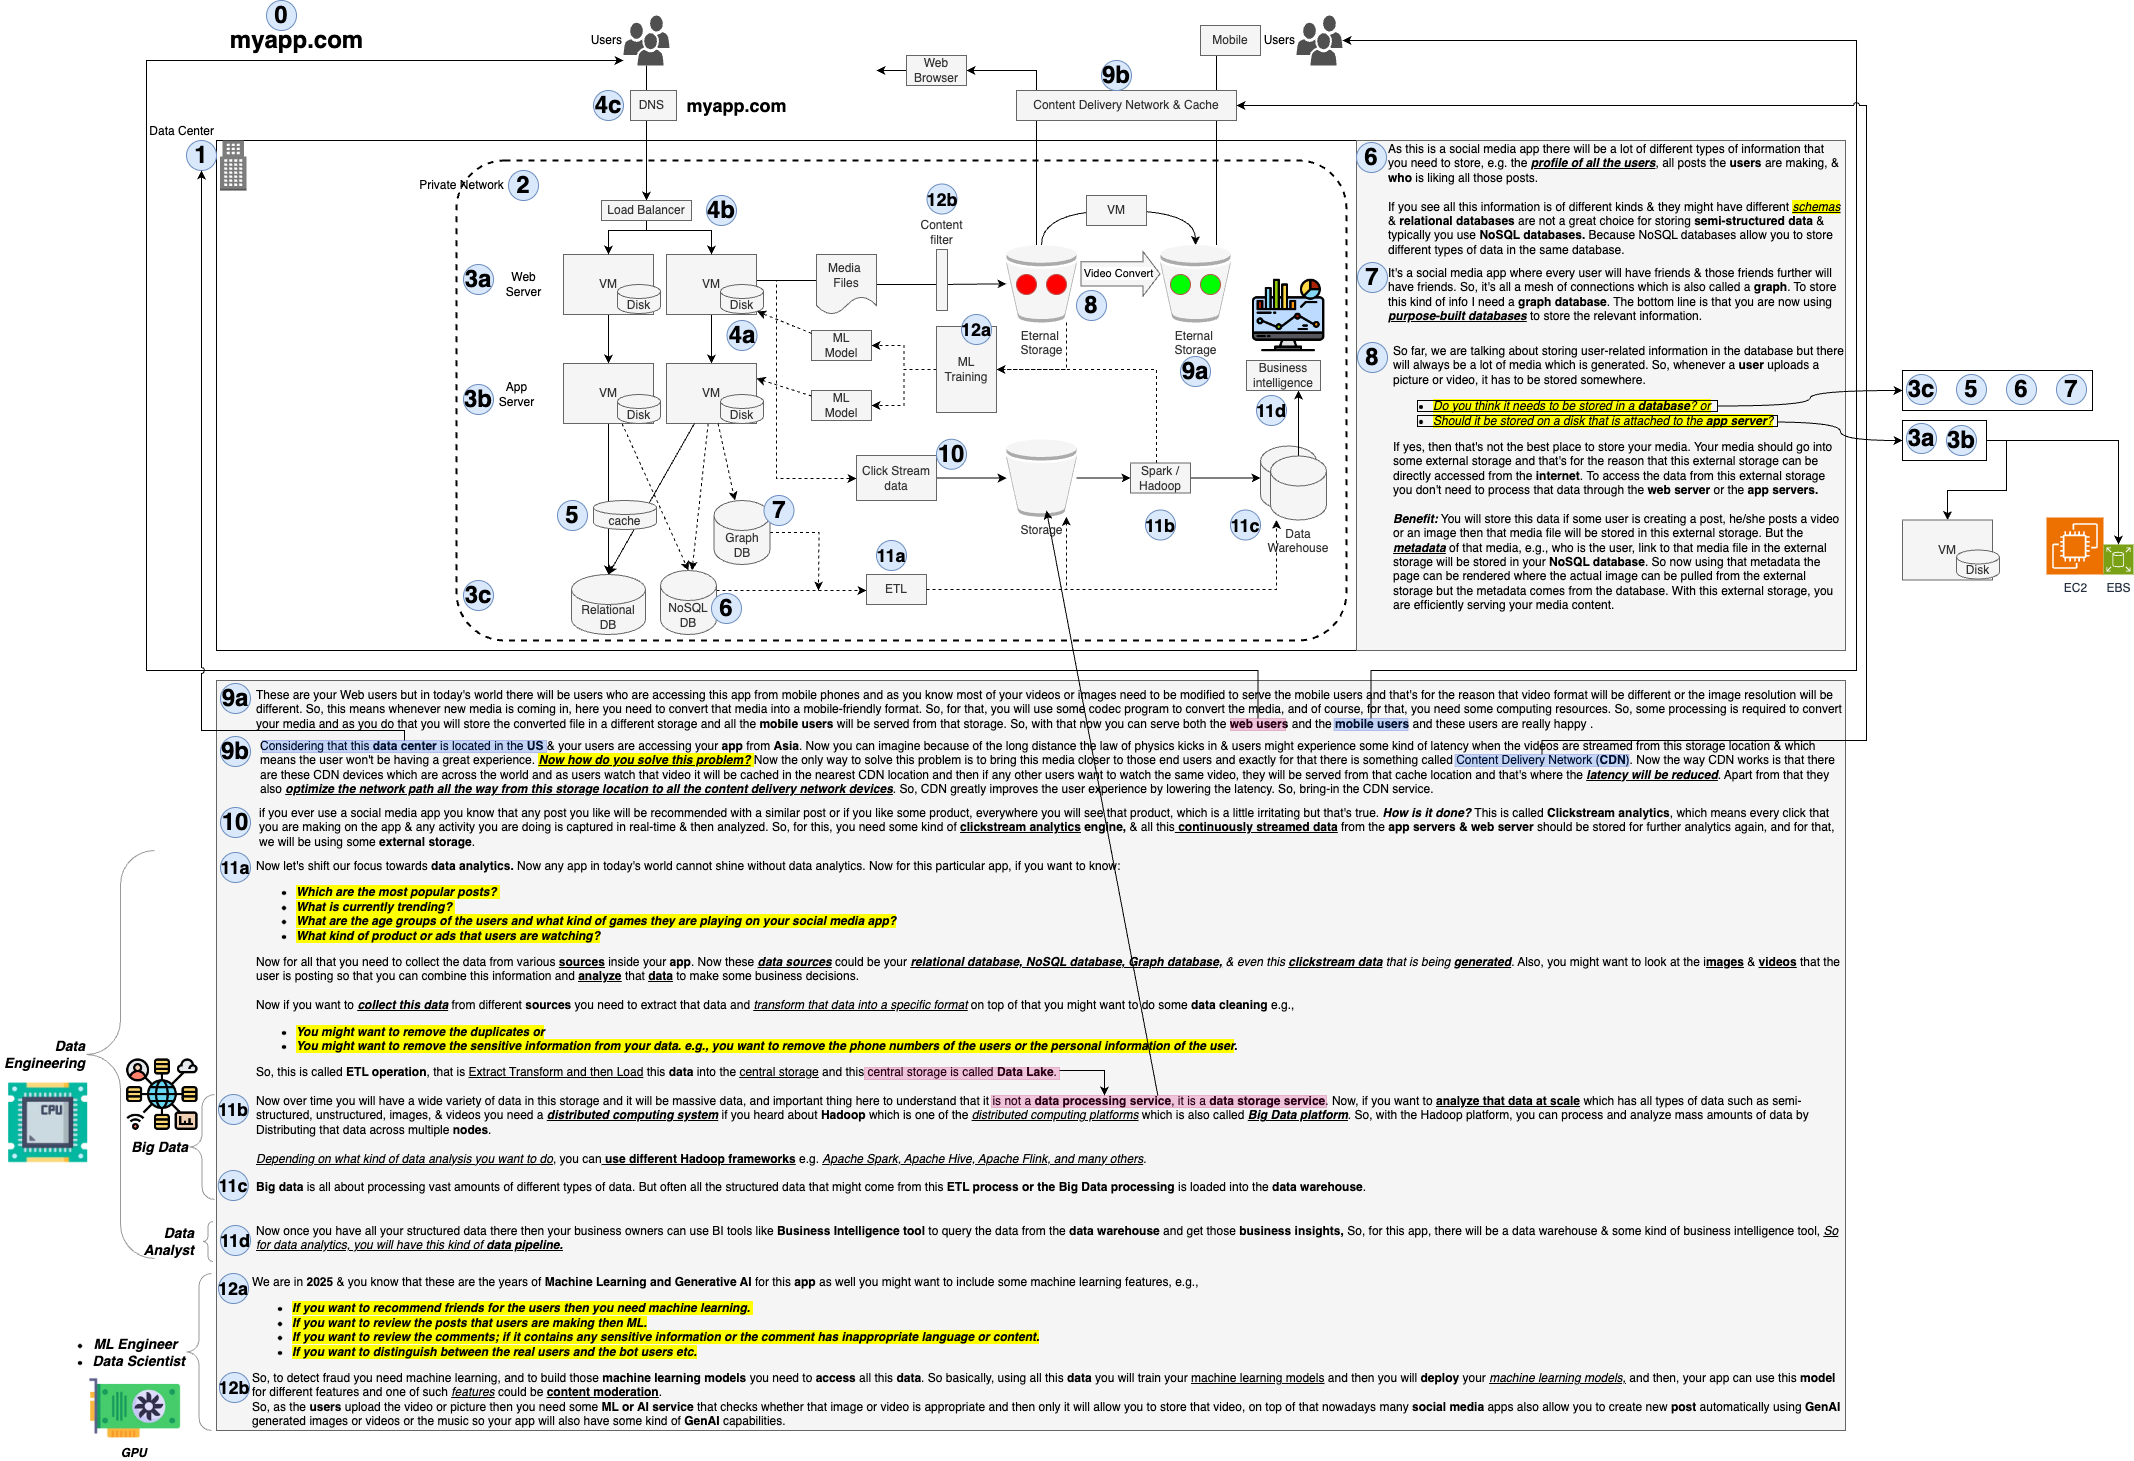 0
myapp.com
Users
4c
DNS
myapp.com
Web
Browser
9b
Mobile
Users
Content Delivery Network & Cache
Data Center
1
Private Network
2
Load Balancer
4b
3a
Web
Server
VM
Disk
VM
Disk
4a
3b
App
Server
VM
Disk
VM
Disk
Media
Files
12b
Content
filter
VM
Video Convert
8
Eternal
Storage
Eternal
Storage
9a
ML
Model
ML
Model
12a
ML
Training
Business
intelligence
11d
Click Stream
data
10
Storage
Spark /
Hadoop
11b
11c
Data
Warehouse
5
cache
7
Graph
DB
11a
ETL
3c
Relational
DB
NoSQL
DB
6
6
As this is a social media app there will be a lot of different types of information that
you need to store, e.g. the profile of all the users, all posts the users are making, &
who is liking all those posts.
If you see all this information is of different kinds & they might have different schemas
& relational databases are not a great choice for storing semi-structured data &
typically you use NoSQL databases. Because NoSQL databases allow you to store
different types of data in the same database.
7
It's a social media app where every user will have friends & those friends further will
have friends. So, it's all a mesh of connections which is also called a graph. To store
this kind of info I need a graph database. The bottom line is that you are now using
purpose-built databases to store the relevant information.
8
So far, we are talking about storing user-related information in the database but there
will always be a lot of media which is generated. So, whenever a user uploads a
picture or video, it has to be stored somewhere.
• Do you think it needs to be stored in a database? or
• Should it be stored on a disk that is attached to the app server?
If yes, then that's not the best place to store your media. Your media should go into
some external storage and that's for the reason that this external storage can be
directly accessed from the internet. To access the data from this external storage
you don't need to process that data through the web server or the app servers.
Benefit: You will store this data if some user is creating a post, he/she posts a video
or an image then that media file will be stored in this external storage. But the
metadata of that media, e.g., who is the user, link to that media file in the external
storage will be stored in your NoSQL database. So now using that metadata the
page can be rendered where the actual image can be pulled from the external
storage but the metadata comes from the database. With this external storage, you
are efficiently serving your media content.
3c 5 6 7
3a 3b
VM
Disk
EC2
EBS
9a
These are your Web users but in today's world there will be users who are accessing this app from mobile phones and as you know most of your videos or images need to be modified to serve the mobile users and that's for the reason that video format will be different or the image resolution will be
different. So, this means whenever new media is coming in, here you need to convert that media into a mobile-friendly format. So, for that, you will use some codec program to convert the media, and of course, for that, you need some computing resources. So, some processing is required to convert
your media and as you do that you will store the converted file in a different storage and all the mobile users will be served from that storage. So, with that now you can serve both the web users and the mobile users and these users are really happy .
9b
Considering that this data center is located in the US & your users are accessing your app from Asia. Now you can imagine because of the long distance the law of physics kicks in & users might experience some kind of latency when the videos are streamed from this storage location & which
means the user won't be having a great experience. Now how do you solve this problem? Now the only way to solve this problem is to bring this media closer to those end users and exactly for that there is something called Content Delivery Network (CDN). Now the way CDN works is that there
are these CDN devices which are across the world and as users watch that video it will be cached in the nearest CDN location and then if any other users want to watch the same video, they will be served from that cache location and that's where the latency will be reduced. Apart from that they
also optimize the network path all the way from this storage location to all the content delivery network devices. So, CDN greatly improves the user experience by lowering the latency. So, bring-in the CDN service.
10
if you ever use a social media app you know that any post you like will be recommended with a similar post or if you like some product, everywhere you will see that product, which is a little irritating but that's true. How is it done? This is called Clickstream analytics, which means every click that
you are making on the app & any activity you are doing is captured in real-time & then analyzed. So, for this, you need some kind of clickstream analytics engine, & all this continuously streamed data from the app servers & web server should be stored for further analytics again, and for that,
we will be using some external storage.
11a
Now let's shift our focus towards data analytics. Now any app in today's world cannot shine without data analytics. Now for this particular app, if you want to know:
• Which are the most popular posts?
• What is currently trending?
• What are the age groups of the users and what kind of games they are playing on your social media app?
• What kind of product or ads that users are watching?
Now for all that you need to collect the data from various sources inside your app. Now these data sources could be your relational database, NoSQL database, Graph database, & even this clickstream data that is being generated. Also, you might want to look at the images & videos that the
user is posting so that you can combine this information and analyze that data to make some business decisions.
Now if you want to collect this data from different sources you need to extract that data and transform that data into a specific format on top of that you might want to do some data cleaning e.g.,
• You might want to remove the duplicates or
• You might want to remove the sensitive information from your data. e.g., you want to remove the phone numbers of the users or the personal information of the user.
So, this is called ETL operation, that is Extract Transform and then Load this data into the central storage and this central storage is called Data Lake.
Data
Engineering
CPU
Big Data
11b
Now over time you will have a wide variety of data in this storage and it will be massive data, and important thing here to understand that it is not a data processing service, it is a data storage service. Now, if you want to analyze that data at scale which has all types of data such as semi-
structured, unstructured, images, & videos you need a distributed computing system if you heard about Hadoop which is one of the distributed computing platforms which is also called Big Data platform. So, with the Hadoop platform, you can process and analyze mass amounts of data by
Distributing that data across multiple nodes.
Depending on what kind of data analysis you want to do, you can use different Hadoop frameworks e.g. Apache Spark, Apache Hive, Apache Flink, and many others.
11c
Big data is all about processing vast amounts of different types of data. But often all the structured data that might come from this ETL process or the Big Data processing is loaded into the data warehouse.
Data
Analyst
11d
Now once you have all your structured data there then your business owners can use BI tools like Business Intelligence tool to query the data from the data warehouse and get those business insights, So, for this app, there will be a data warehouse & some kind of business intelligence tool, So
for data analytics, you will have this kind of data pipeline.
12a
We are in 2025 & you know that these are the years of Machine Learning and Generative AI for this app as well you might want to include some machine learning features, e.g.,
• If you want to recommend friends for the users then you need machine learning.
• If you want to review the posts that users are making then ML.
• If you want to review the comments; if it contains any sensitive information or the comment has inappropriate language or content.
• If you want to distinguish between the real users and the bot users etc.
• ML Engineer
• Data Scientist
GPU
12b
So, to detect fraud you need machine learning, and to build those machine learning models you need to access all this data. So basically, using all this data you will train your machine learning models and then you will deploy your machine learning models, and then, your app can use this model
for different features and one of such features could be content moderation.
So, as the users upload the video or picture then you need some ML or AI service that checks whether that image or video is appropriate and then only it will allow you to store that video, on top of that nowadays many social media apps also allow you to create new post automatically using GenAI
generated images or videos or the music so your app will also have some kind of GenAI capabilities.